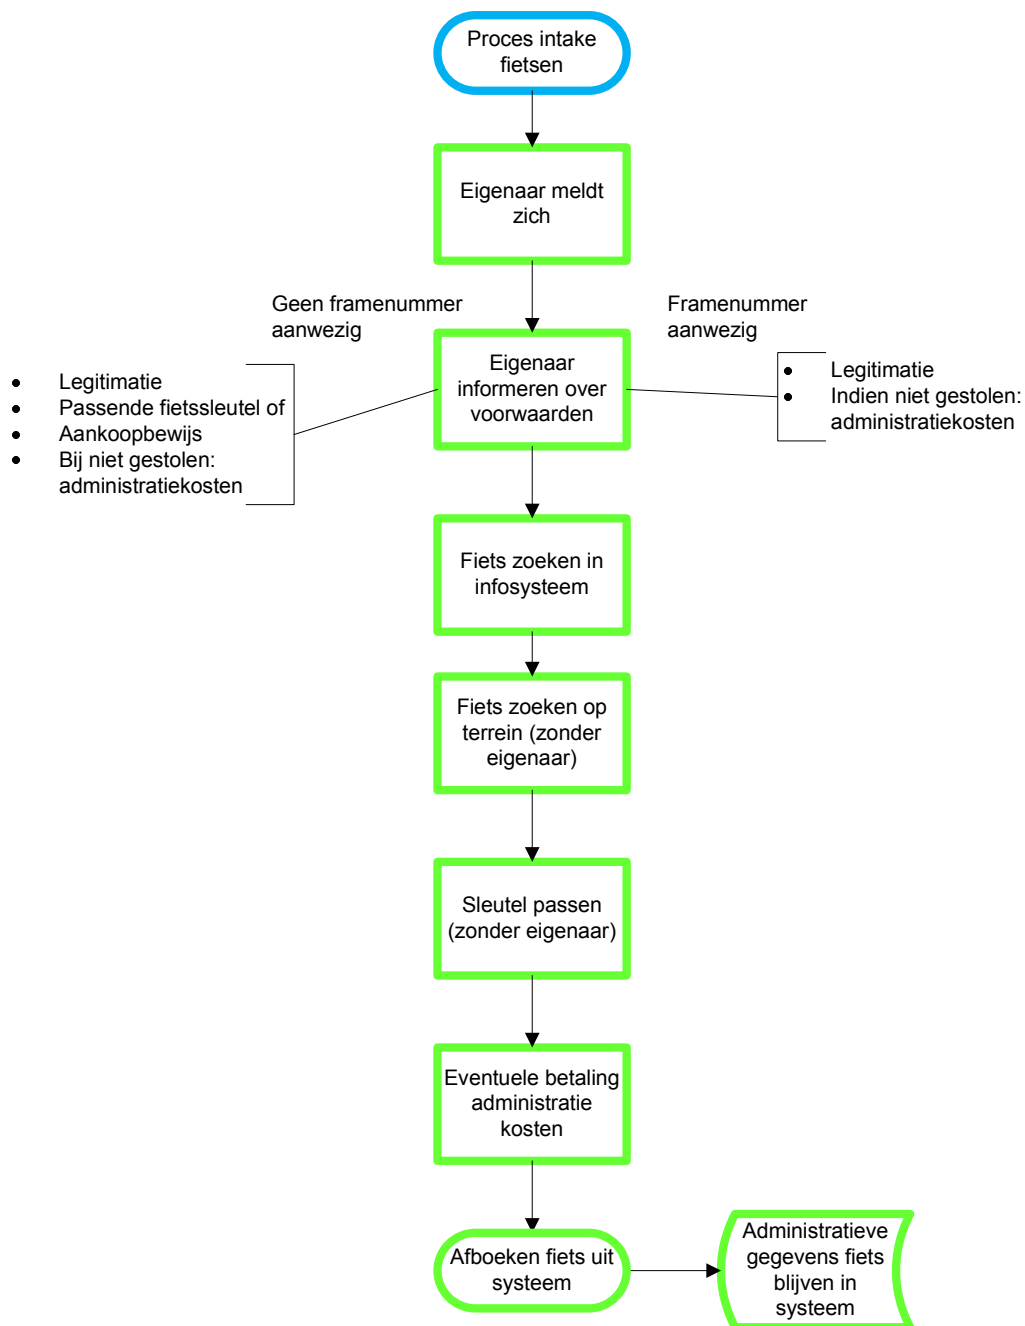 Proces intake
fietsen
Eigenaar meldt
zich
Geen framenummer
aanwezig
Framenummer
aanwezig
• Legitimatie
• Passende fietssleutel of
• Aankoopbewijs
• Bij niet gestolen:
administratiekosten
Eigenaar
informeren over
voorwaarden
• Legitimatie
• Indien niet gestolen:
administratiekosten
Fiets zoeken in
infosysteem
Fiets zoeken op
terrein (zonder
eigenaar)
Sleutel passen
(zonder eigenaar)
Eventuele betaling
administratie
kosten
Afboeken fiets uit
systeem
Administratieve
gegevens fiets
blijven in
systeem